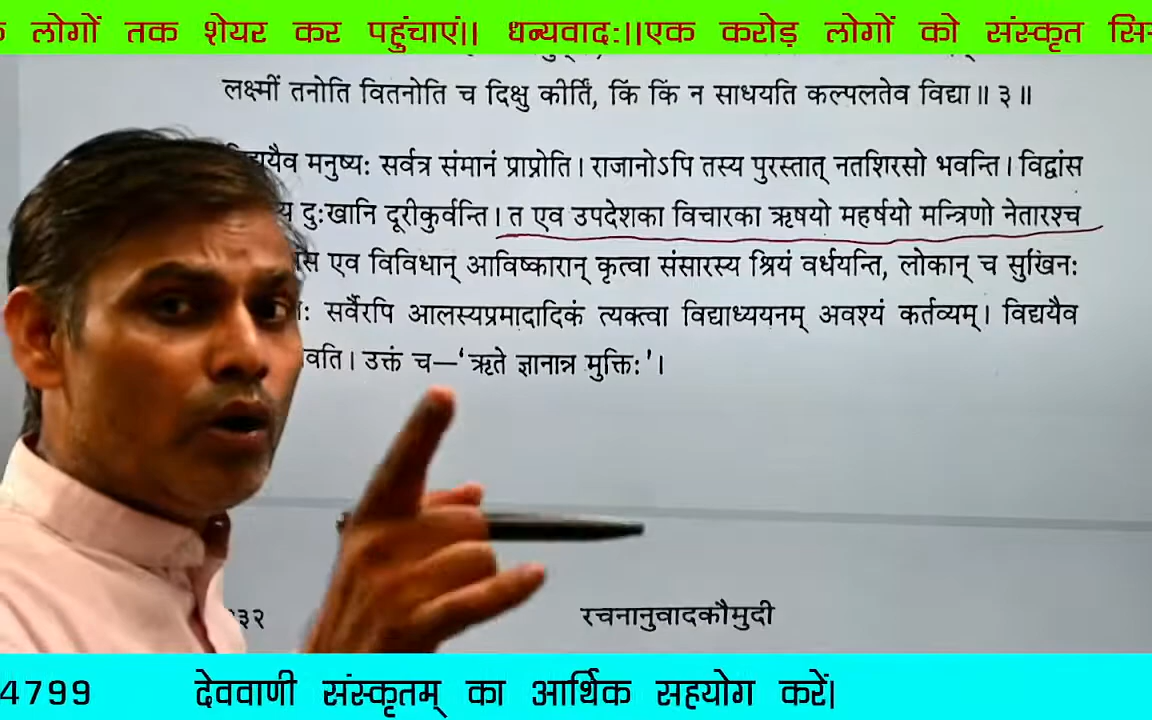 लोगों तक शेयर कर पहुंचाएं|| धन्यवादः||एक करोड़ लोगों को संस्कृत
लक्ष्मीं तनोति वितनोति च दिक्षु कीर्तिं, किं किं न साधयति कल्पलतेव विद्या॥ ३॥
मनुष्यः सर्वत्र संमानं प्राप्नोति। राजानोऽपि तस्य पुरस्तात् नतशिरसो भवन्ति। विद्वांस
दुःखानि दूरीकुर्वन्ति। त एव उपदेशका विचारका ऋषयो महर्षयो मन्त्रिणो नेतारश्च
एव विविधान् आविष्कारान् कृत्वा संसारस्य श्रियं वर्धयन्ति, लोकान् च सुखिनः
सर्वैरपि आलस्यप्रमादादिकं त्यक्त्वा विद्याध्ययनम् अवश्यं कर्तव्यम्। विद्ययैव
उक्तं च—‘ऋते ज्ञानान्न मुक्तिः’।
रचनानुवादकौमुदी
4799 देववाणी संस्कृतम् का आर्थिक सहयोग करें|